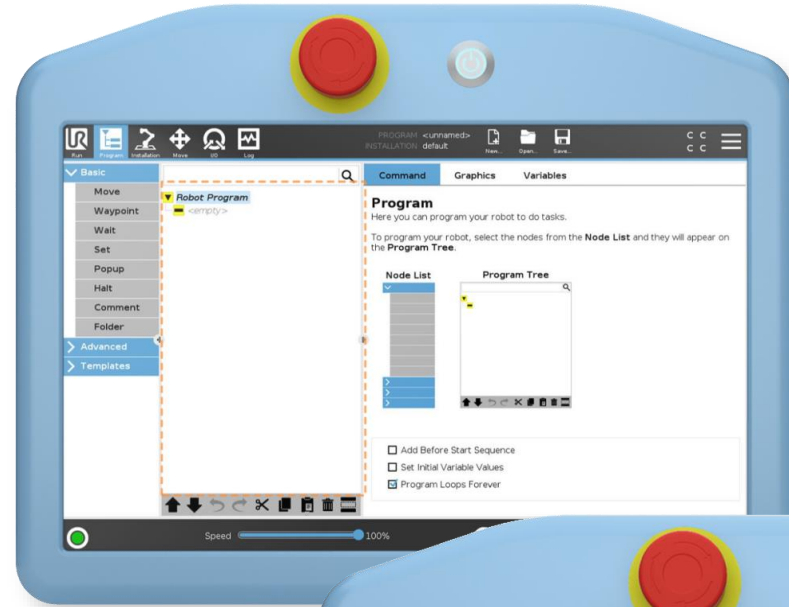 UR
PROGRAM <unnamed>
INSTALLATION default
Run Program Installation Move I/O Log New... Open... Save...
C C
C C
Basic
Command Graphics Variables
Move
Robot Program
Program
Waypoint
<empty>
Here you can program your robot to do tasks.
Wait
To program your robot, select the nodes from the Node List and they will appear on
Set
the Program Tree.
Popup
Node List Program Tree
Halt
Comment
Folder
Advanced
Templates
Add Before Start Sequence
Set Initial Variable Values
Program Loops Forever
Speed 100%